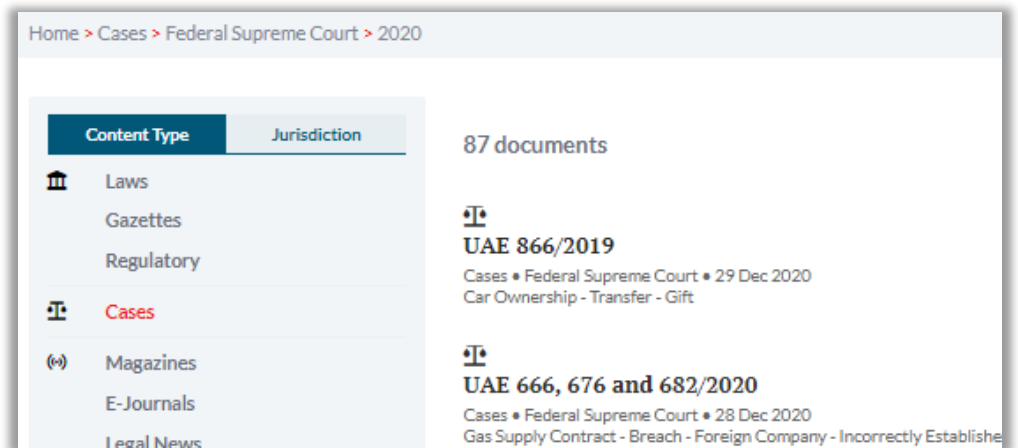 Home > Cases > Federal Supreme Court > 2020
Content Type
Jurisdiction
Laws
Gazettes
Regulatory
Cases
Magazines
E-Journals
Legal News
87 documents
UAE 866/2019
Cases • Federal Supreme Court • 29 Dec 2020
Car Ownership - Transfer - Gift
UAE 666, 676 and 682/2020
Cases • Federal Supreme Court • 28 Dec 2020
Gas Supply Contract - Breach - Foreign Company - Incorrectly Establishe